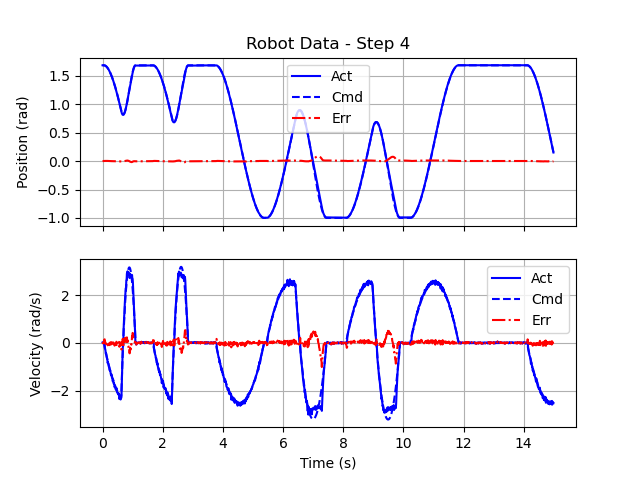 Robot Data - Step 4
Position (rad)
1.5
1.0
0.5
0.0
−0.5
−1.0
Act
Cmd
Err
Velocity (rad/s)
2
0
−2
Act
Cmd
Err
0 2 4 6 8 10 12 14
Time (s)